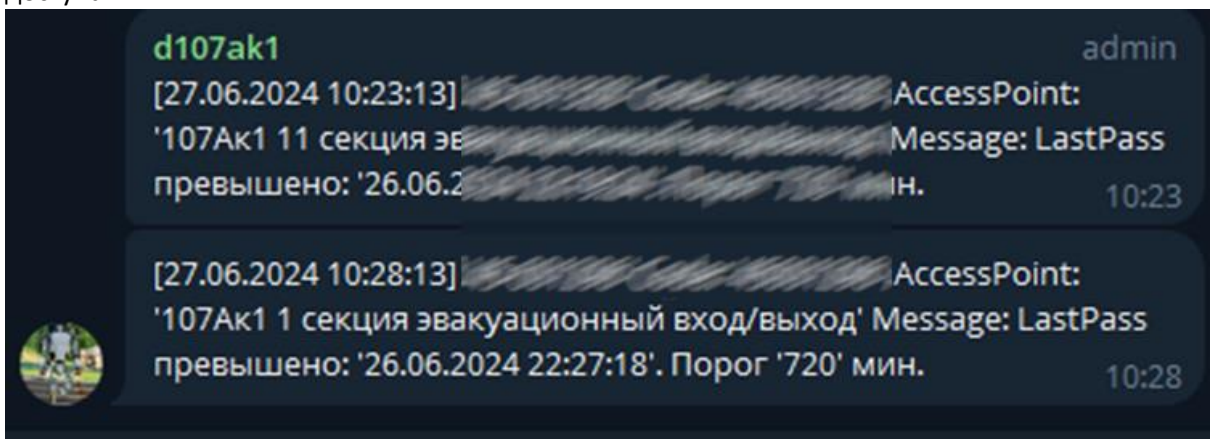 d107ak1 admin
[27.06.2024 10:23:13] AccessPoint:
'107Ак1 11 секция эв Message: LastPass
превышено: '26.06.2 ин.
10:23
[27.06.2024 10:28:13] AccessPoint:
'107Ак1 1 секция эвакуационный вход/выход' Message: LastPass
превышено: '26.06.2024 22:27:18'. Порог '720' мин.
10:28